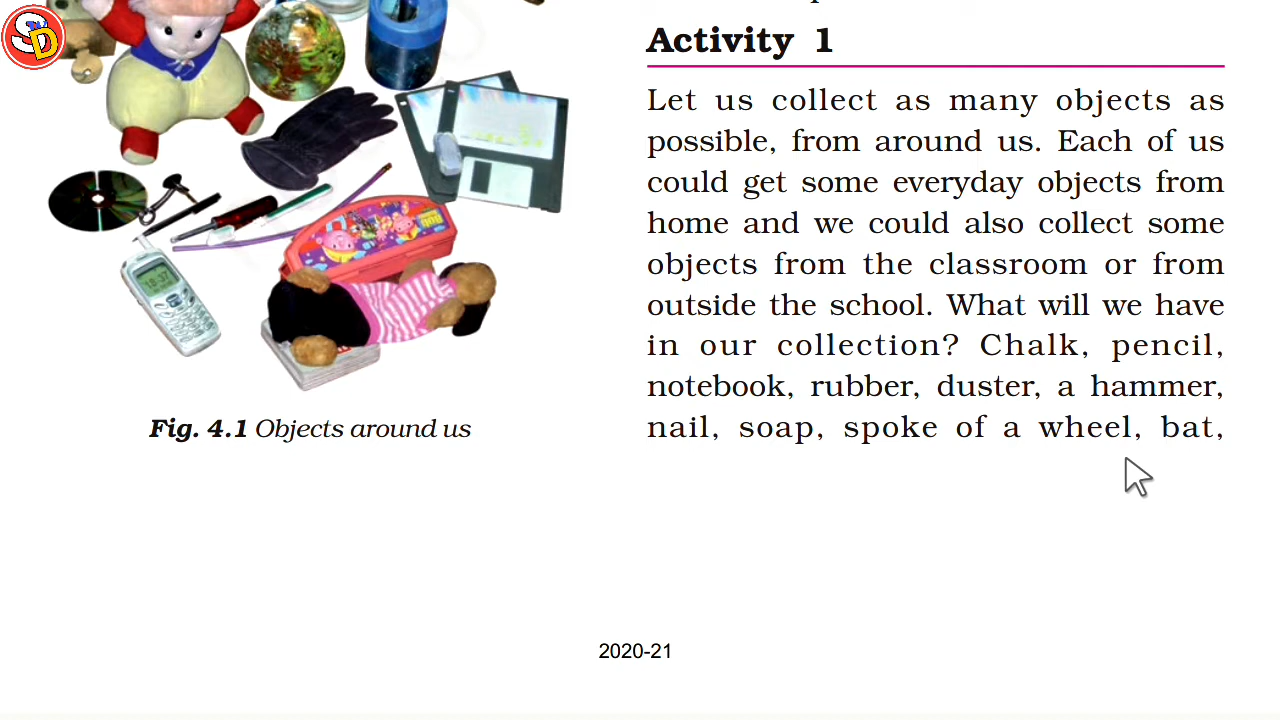 SD
Fig. 4.1 Objects around us
Activity 1
Let us collect as many objects as
possible, from around us. Each of us
could get some everyday objects from
home and we could also collect some
objects from the classroom or from
outside the school. What will we have
in our collection? Chalk, pencil,
notebook, rubber, duster, a hammer,
nail, soap, spoke of a wheel, bat,
2020-21